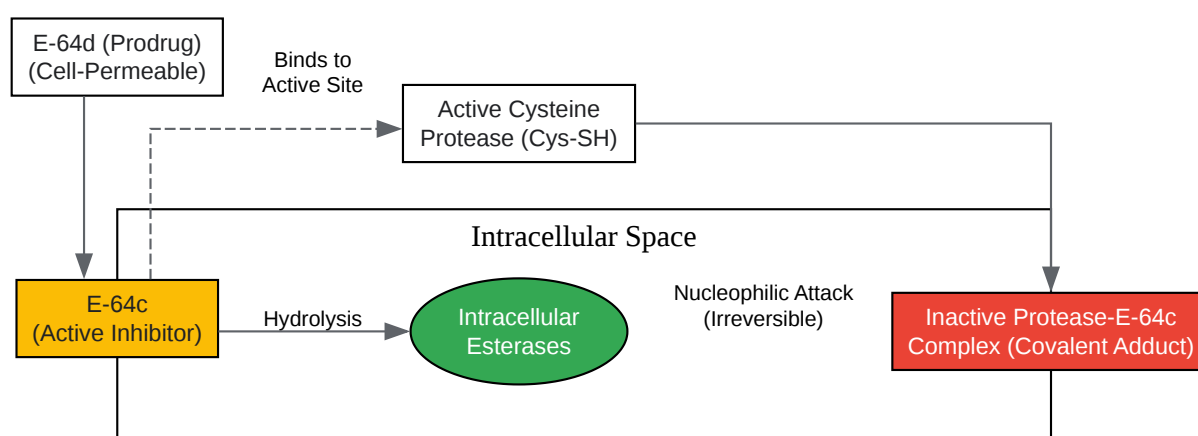 E-64d (Prodrug)
(Cell-Permeable)
Binds to
Active Site
Active Cysteine
Protease (Cys-SH)
Intracellular Space
E-64c
(Active Inhibitor)
Hydrolysis
Intracellular
Esterases
Nucleophilic Attack
(Irreversible)
Inactive Protease-E-64c
Complex (Covalent Adduct)